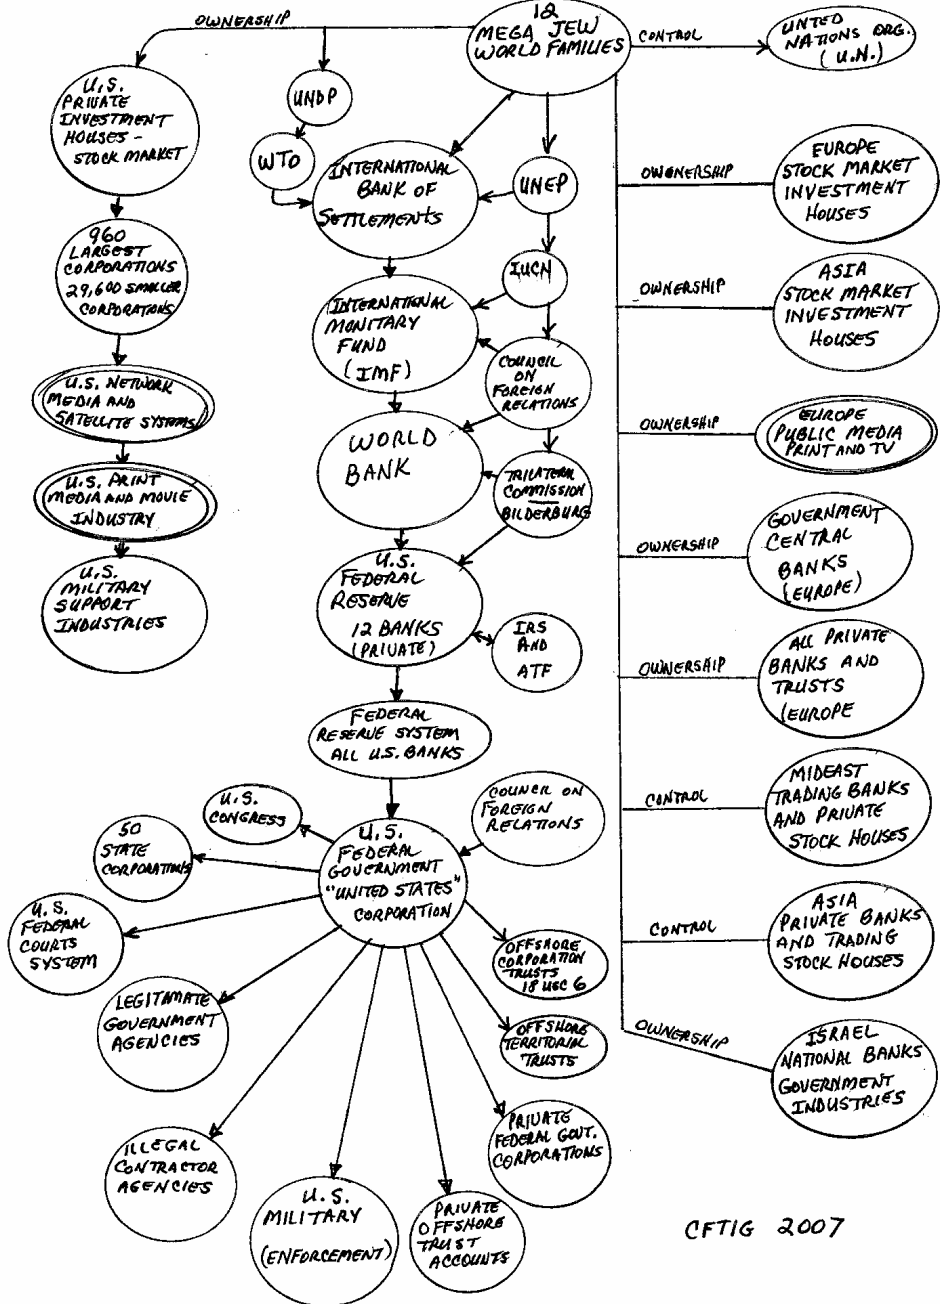 12
MEGA JEW
WORLD FAMILIES
OWNERSHIP
CONTROL
UNITED
NATIONS ORG.
(U.N.)
U.S.
PRIVATE
INVESTMENT
HOUSES -
STOCK MARKET
UNDP
WTO
INTERNATIONAL
BANK OF
SETTLEMENTS
UNEP
OWGNERSHIP
EUROPE
STOCK MARKET
INVESTMENT
HOUSES
960
LARGEST
CORPORATIONS
29,600 SMALLER
CORPORATIONS
INTERNATIONAL
MONITARY
FUND
(IMF)
IUCN
OWNERSHIP
ASIA
STOCK MARKET
INVESTMENT
HOUSES
U.S. NETWORK
MEDIA AND
SATELLITE SYSTEMS
COUNCIL
ON
FOREIGN
RELATIONS
WORLD
BANK
OWNERSHIP
EUROPE
PUBLIC MEDIA
PRINT AND TV
U.S. PRINT
MEDIA AND MOVIE
INDUSTRY
TRILATERAL
COMMISSION
BILDERBURG
OWNERSHIP
GOVERNMENT
CENTRAL
BANKS
(EUROPE)
U.S.
MILITARY
SUPPORT
INDUSTRIES
U.S.
FEDERAL
RESERVE
12 BANKS
(PRIVATE)
IRS
AND
ATF
OWNERSHIP
ALL PRIVATE
BANKS AND
TRUSTS
(EUROPE
FEDERAL
RESERVE SYSTEM
ALL U.S. BANKS
CONTROL
MIDEAST
TRADING BANKS
AND PRIVATE
STOCK HOUSES
U.S.
CONGRESS
COUNCIL ON
FOREIGN
RELATIONS
50
STATE
CORPORATIONS
U.S.
FEDERAL
GOVERNMENT
"UNITED STATES"
CORPORATION
CONTROL
ASIA
PRIVATE BANKS
AND TRADING
STOCK HOUSES
U.S.
FEDERAL
COURTS
SYSTEM
OFFSHORE
CORPORATION
TRUSTS
18 USC 6
LEGITAMATE
GOVERNMENT
AGENCIES
OFFSHORE
TERRITORIAL
TRUSTS
OWNERSHIP
ISRAEL
NATIONAL BANKS
GOVERNMENT
INDUSTRIES
ILLEGAL
CONTRACTOR
AGENCIES
PRIVATE
FEDERAL GOVT.
CORPORATIONS
U.S.
MILITARY
(ENFORCEMENT)
PRIVATE
OFFSHORE
TRUST
ACCOUNTS
CFTIG 2007